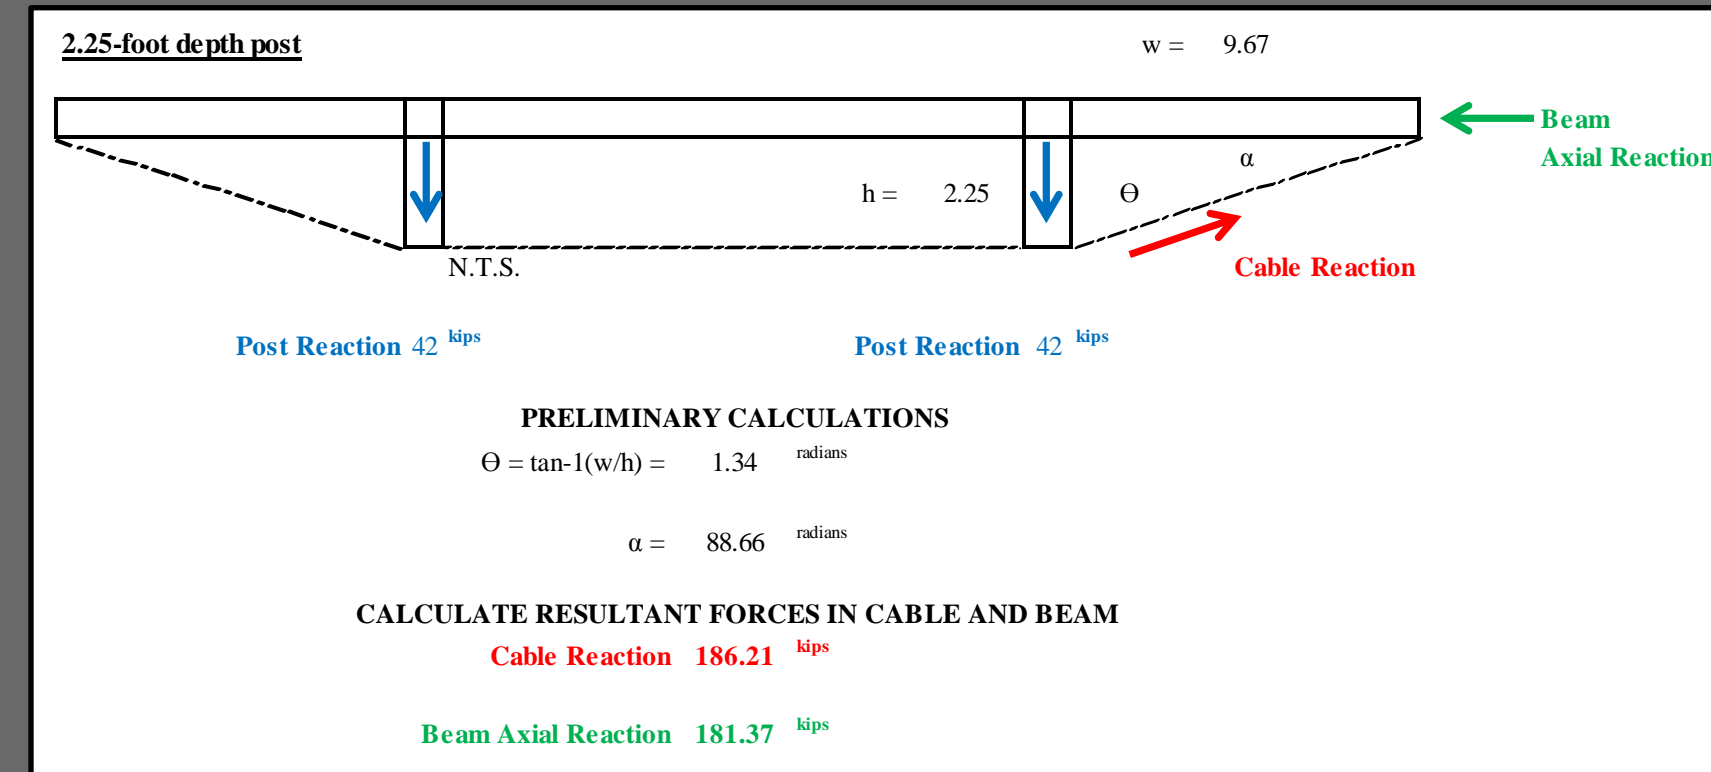 2.25-foot depth post
w = 9.67
Beam
Axial Reaction
α
h = 2.25
Ө
N.T.S.
Cable Reaction
Post Reaction 42 kips
Post Reaction 42 kips
PRELIMINARY CALCULATIONS
Ө = tan-1(w/h) = 1.34 radians
α = 88.66 radians
CALCULATE RESULTANT FORCES IN CABLE AND BEAM
Cable Reaction 186.21 kips
Beam Axial Reaction 181.37 kips